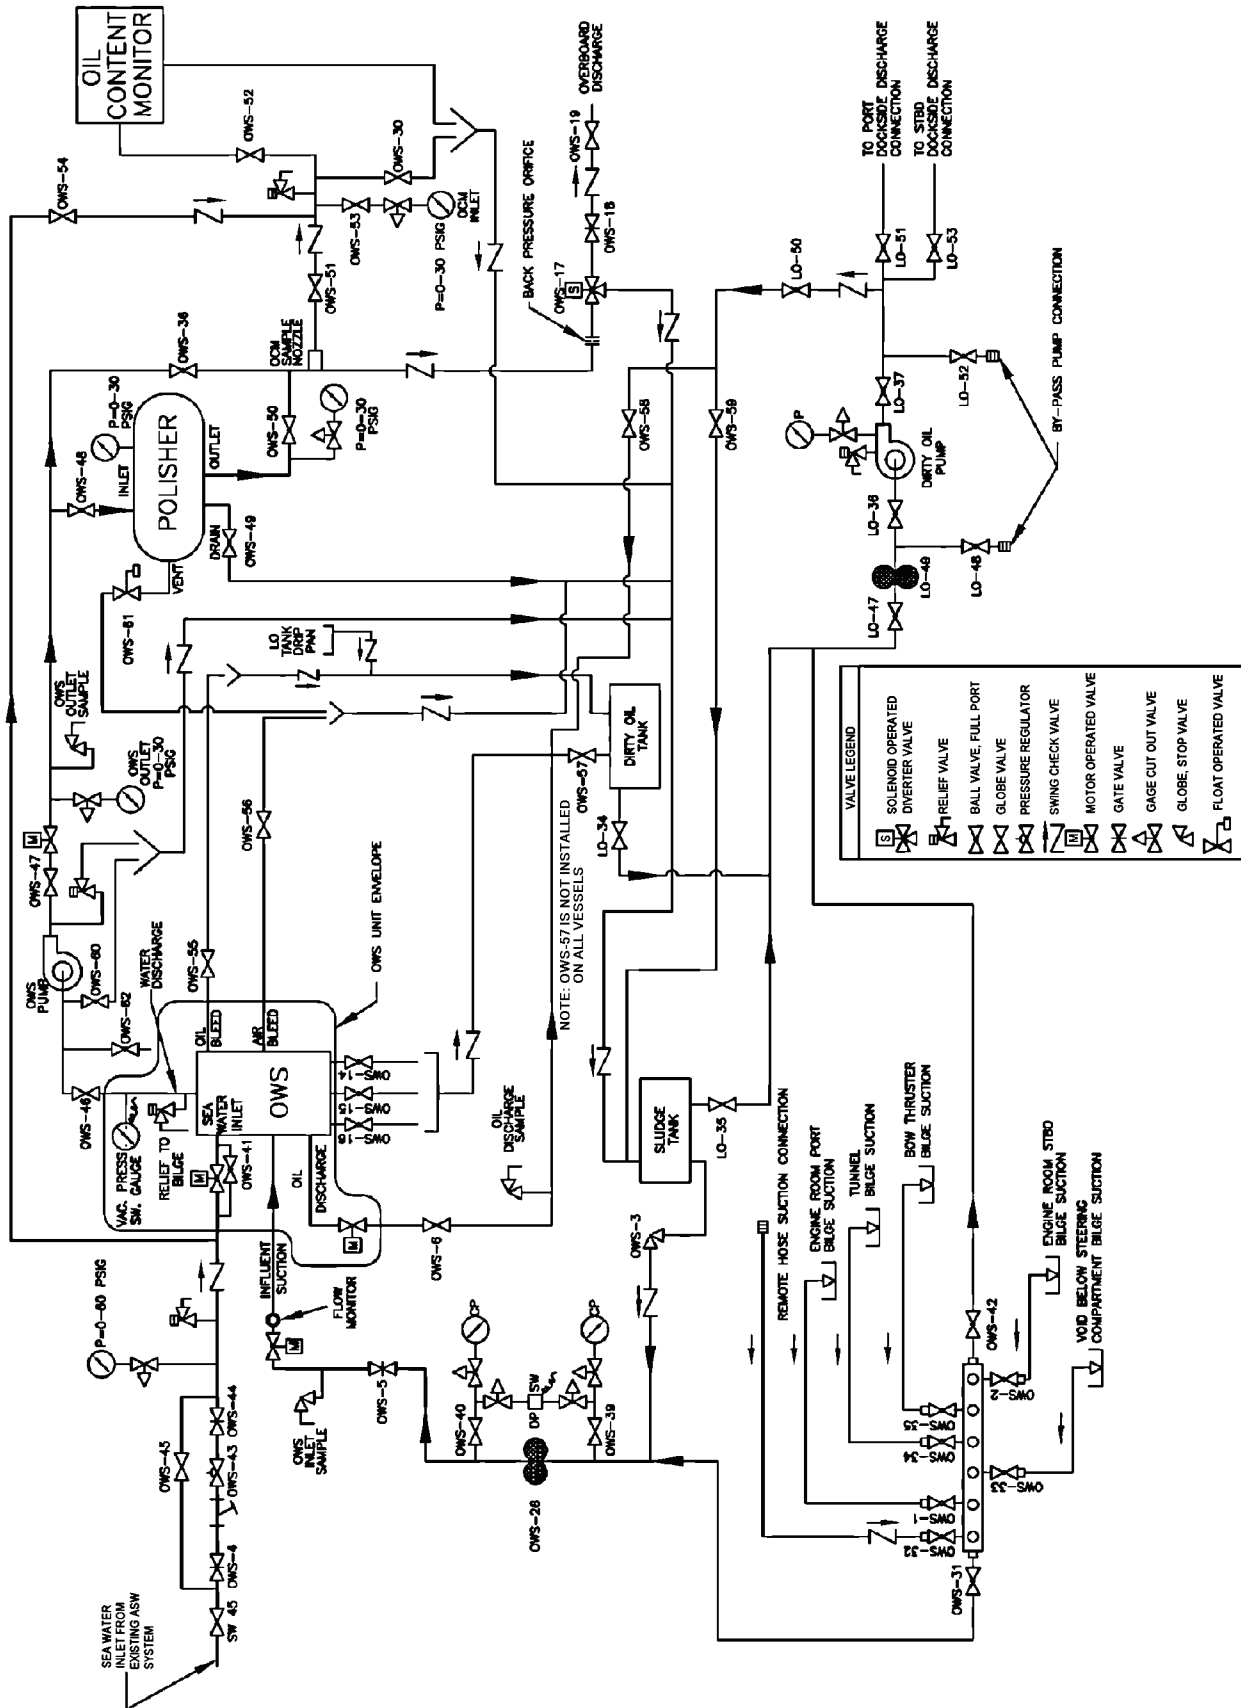 SEA WATER
INLET FROM
EXISTING ASW
SYSTEM
SW 45
OWS-4
OWS-45
OWS-43
OWS-44
P=0-60 PSIG
VAC. PRESS
SW. GAUGE
RELIEF TO
BILGE
OWS-46
OWS-62
OWS-60
OWS
PUMP
WATER
DISCHARGE
OWS-47
M
OWS
OUTLET
P=0-30
PSIG
OWS
OUTLET
SAMPLE
OWS-61
VENT
OWS-48
INLET
P=0-30
PSIG
POLISHER
DRAIN
OWS-49
OUTLET
OWS-50
P=0-30
PSIG
OWS-36
OCM
SAMPLE
NOZZLE
OWS-51
OWS-54
OWS-52
OIL
CONTENT
MONITOR
OWS-53
P=0-30 PSIG
OCM
INLET
OWS-30
BACK PRESSURE ORIFICE
S
OWS-17
OWS-18
OWS-19
OVERBOARD
DISCHARGE
M
OWS-41
SEA
WATER
INLET
OWS
OIL
BLEED
AIR
BLEED
OWS-55
OWS-56
LO
TANK
DRIP
PAN
OWS UNIT ENVELOPE
OWS-14
OWS-15
OWS-16
OIL
DISCHARGE
INFLUENT
SUCTION
FLOW
MONITOR
M
M
OWS-6
OIL
DISCHARGE
SAMPLE
NOTE: OWS-57 IS NOT INSTALLED
ON ALL VESSELS
OWS-57
DIRTY OIL
TANK
LO-34
OWS-58
OWS-59
OWS
INLET
SAMPLE
OWS-5
OWS-40
CP
DP
SW
CP
OWS-39
OWS-28
OWS-3
SLUDGE
TANK
LO-35
REMOTE HOSE SUCTION CONNECTION
ENGINE ROOM PORT
BILGE SUCTION
TUNNEL
BILGE SUCTION
BOW THRUSTER
BILGE SUCTION
OWS-32
OWS-1
OWS-34
OWS-35
OWS-31
OWS-33
OWS-2
OWS-42
ENGINE ROOM STBD
BILGE SUCTION
VOID BELOW STEERING
COMPARTMENT BILGE SUCTION
LO-47
LO-49
LO-48
LO-36
DIRTY OIL
PUMP
P
LO-37
LO-52
BY-PASS PUMP CONNECTION
LO-50
LO-51
LO-53
TO PORT
DOCKSIDE DISCHARGE
CONNECTION
TO STBD
DOCKSIDE DISCHARGE
CONNECTION
VALVE LEGEND
S
SOLENOID OPERATED
DIVERTER VALVE
RELIEF VALVE
BALL VALVE, FULL PORT
GLOBE VALVE
PRESSURE REGULATOR
SWING CHECK VALVE
M
MOTOR OPERATED VALVE
GATE VALVE
GAGE CUT OUT VALVE
GLOBE, STOP VALVE
FLOAT OPERATED VALVE